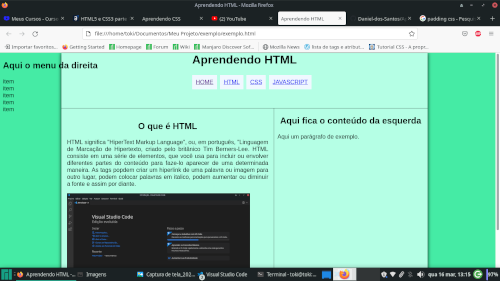 Aprendendo HTML — Mozilla Firefox
Meus Cursos - Curso
HTML5 e CSS3 parte
Aprendendo CSS
(2) YouTube
Aprendendo HTML
Daniel-dos-Santos
padding css - Pesqu
file:///home/toki/Documentos/Meu Projeto/exemplo/exemplo.html
Importar favoritos...
Getting Started
Homepage
Forum
Wiki
Manjaro Discover Sof...
Mozilla News
lista de tags e atribut...
Tutorial CSS - A propr...
Aprendendo HTML
HOME
HTML
CSS
JAVASCRIPT
Aqui o menu da direita
item
item
item
item
item
O que é HTML
HTML significa "HiperText Markup Language", ou, em português, "Linguagem
de Marcação de Hipertexto, criado pelo britânico Tim Berners-Lee. HTML
consiste em uma série de elementos, que você usa para incluir ou envolver
diferentes partes do conteúdo para faze-lo aparecer de uma determinada
maneira. As tags popdem criar um hiperlink de uma palavra ou imagem para
outro lugar, podem colocar palavras em italico, podem aumentar ou diminuir
a fonte e assim por diante.
Aqui fica o conteúdo da esquerda
Aqui um parágrafo de exemplo.
Visual Studio Code
Edição evoluída
Aprendendo HTML -...
Imagens
Captura de tela_202...
Visual Studio Code
Terminal - toki@toki:...
qua 16 mar, 13:15
97%